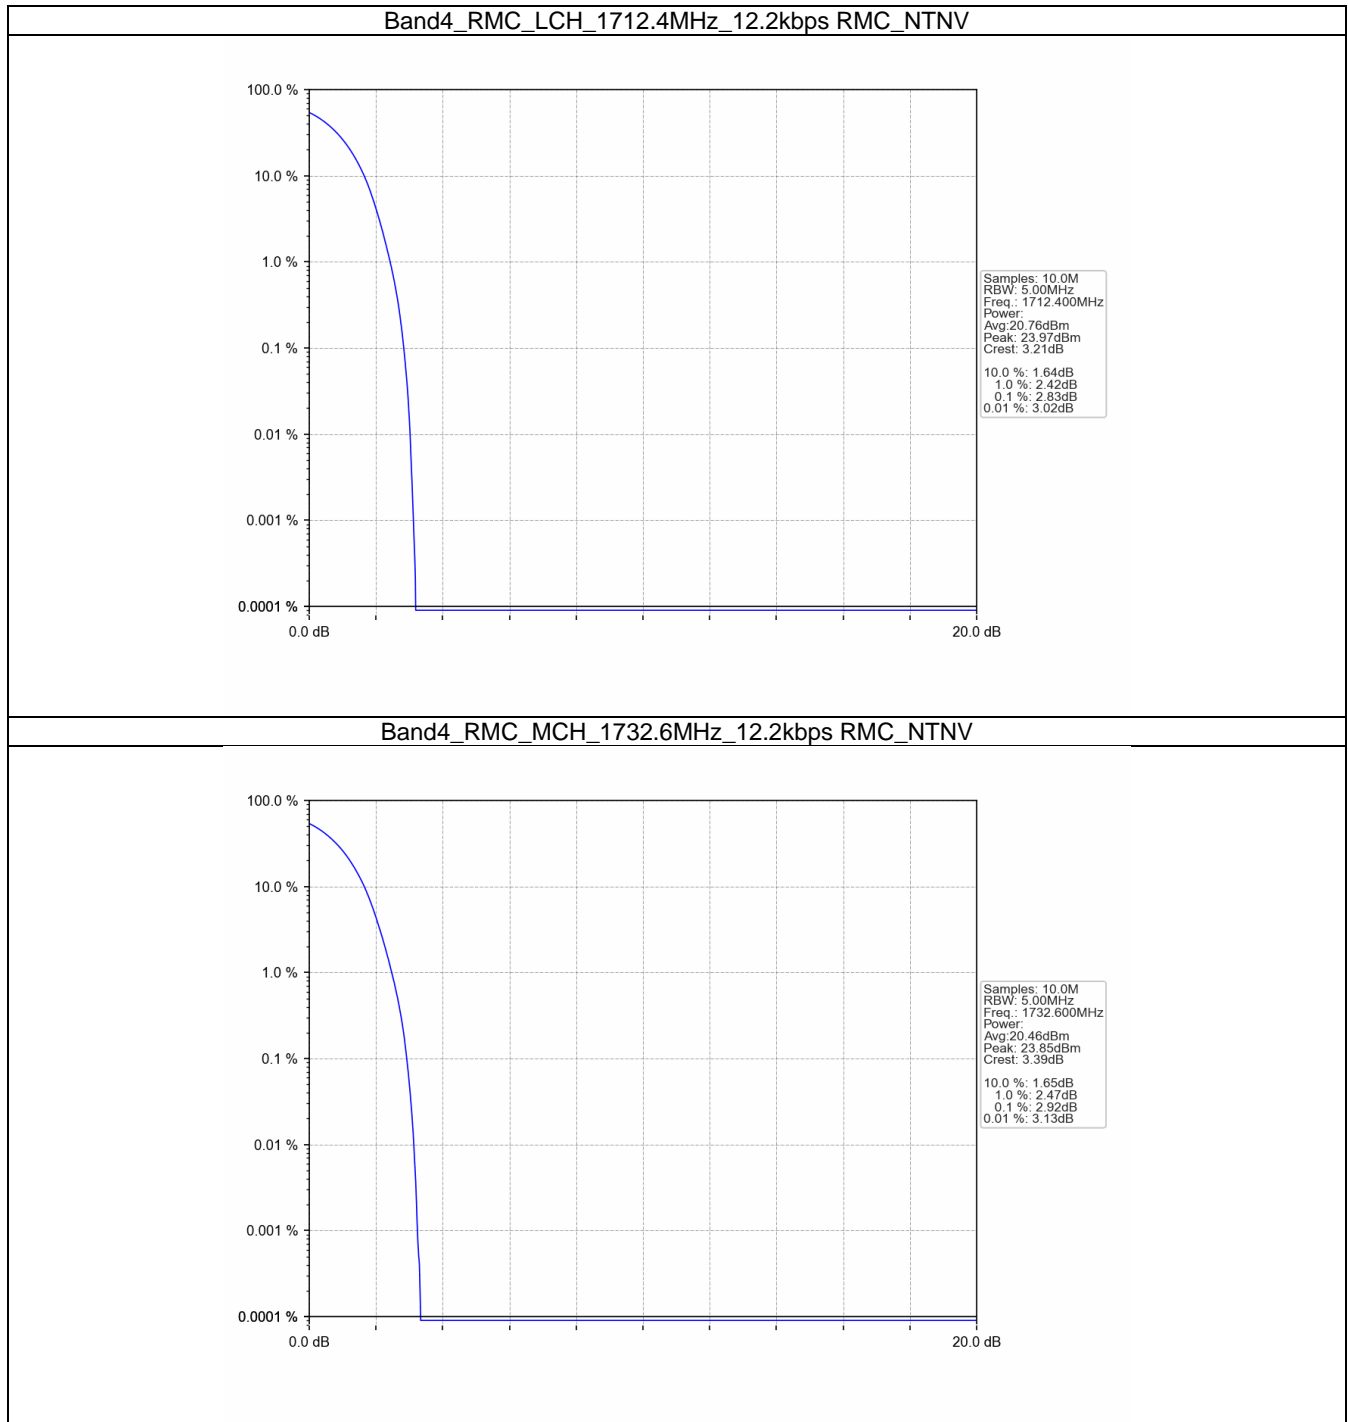 Band4_RMC_LCH_1712.4MHz_12.2kbps RMC_NTNV
100.0 %
10.0 %
1.0 %
0.1 %
0.01 %
0.001 %
0.0001 %
0.0 dB
20.0 dB
Samples: 10.0M
RBW: 5.00MHz
Freq.: 1712.400MHz
Power:
Avg:20.76dBm
Peak: 23.97dBm
Crest: 3.21dB
10.0 %: 1.64dB
1.0 %: 2.42dB
0.1 %: 2.83dB
0.01 %: 3.02dB
Band4_RMC_MCH_1732.6MHz_12.2kbps RMC_NTNV
100.0 %
10.0 %
1.0 %
0.1 %
0.01 %
0.001 %
0.0001 %
0.0 dB
20.0 dB
Samples: 10.0M
RBW: 5.00MHz
Freq.: 1732.600MHz
Power:
Avg:20.46dBm
Peak: 23.85dBm
Crest: 3.39dB
10.0 %: 1.65dB
1.0 %: 2.47dB
0.1 %: 2.92dB
0.01 %: 3.13dB